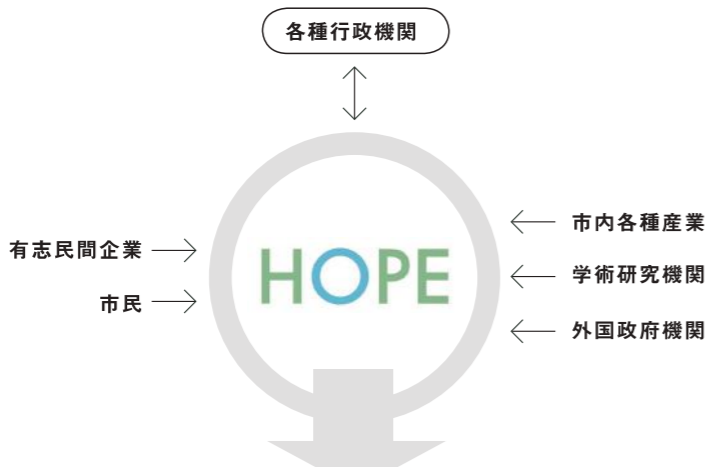 各種行政機関
有志民間企業
市民
HOPE
市内各種産業
学術研究機関
外国政府機関